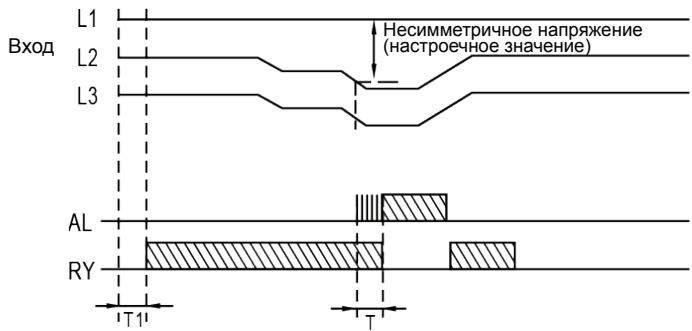 L1
Несимметричное напряжение
(настроечное значение)
Вход
L2
L3
AL
RY
T1
T